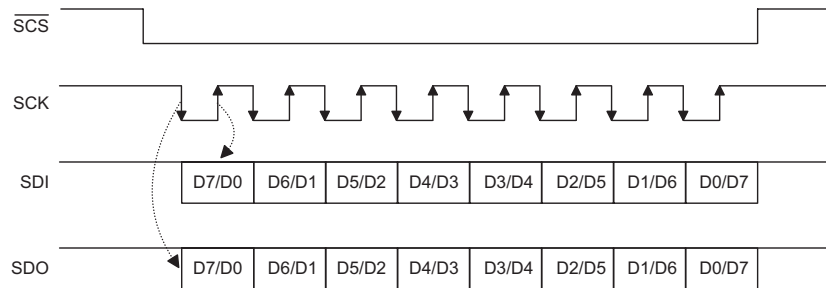 SCS
SCK
SDI D7/D0 D6/D1 D5/D2 D4/D3 D3/D4 D2/D5 D1/D6 D0/D7
SDO D7/D0 D6/D1 D5/D2 D4/D3 D3/D4 D2/D5 D1/D6 D0/D7